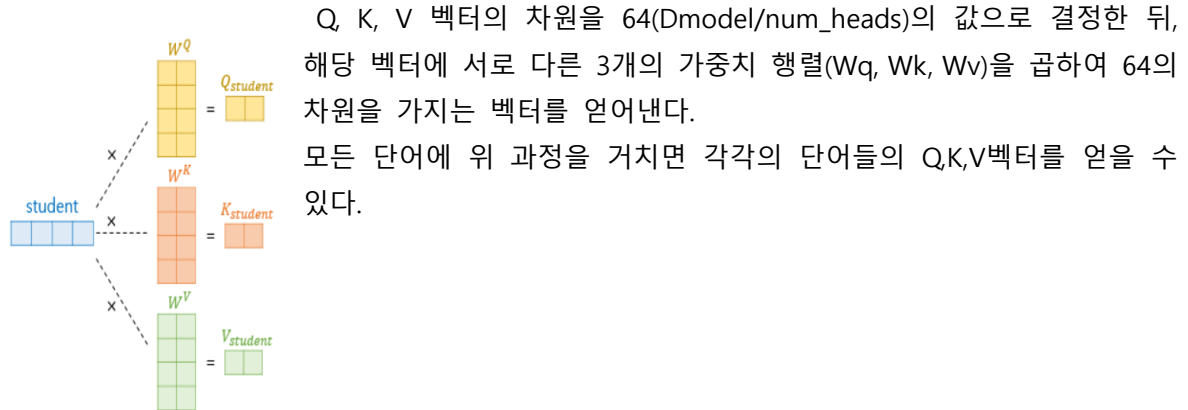 Q, K, V 벡터의 차원을 64(Dmodel/num_heads)의 값으로 결정한 뒤,
해당 벡터에 서로 다른 3개의 가중치 행렬(Wq, Wk, Wv)을 곱하여 64의
차원을 가지는 벡터를 얻어낸다.
모든 단어에 위 과정을 거치면 각각의 단어들의 Q,K,V벡터를 얻을 수
있다.
W^Q
Q_student
=
×
W^K
student
K_student
×
=
W^V
×
V_student
=